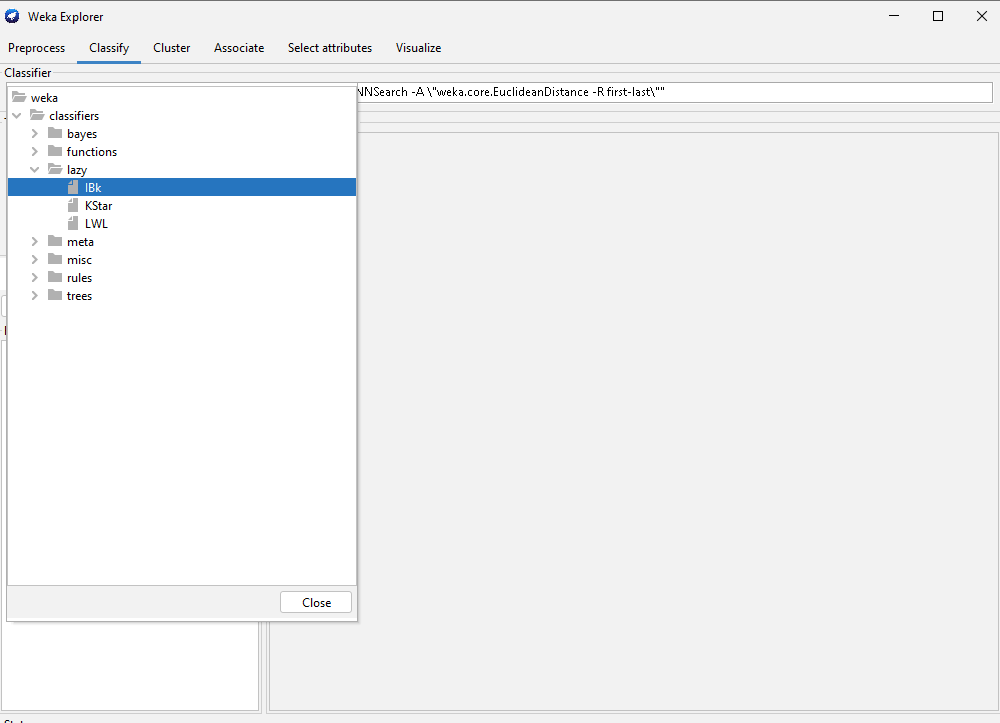 Weka Explorer
Preprocess Classify Cluster Associate Select attributes Visualize
Classifier
NNSearch -A \"weka.core.EuclideanDistance -R first-last\""
weka
classifiers
bayes
functions
lazy
IBk
KStar
LWL
meta
misc
rules
trees
Close